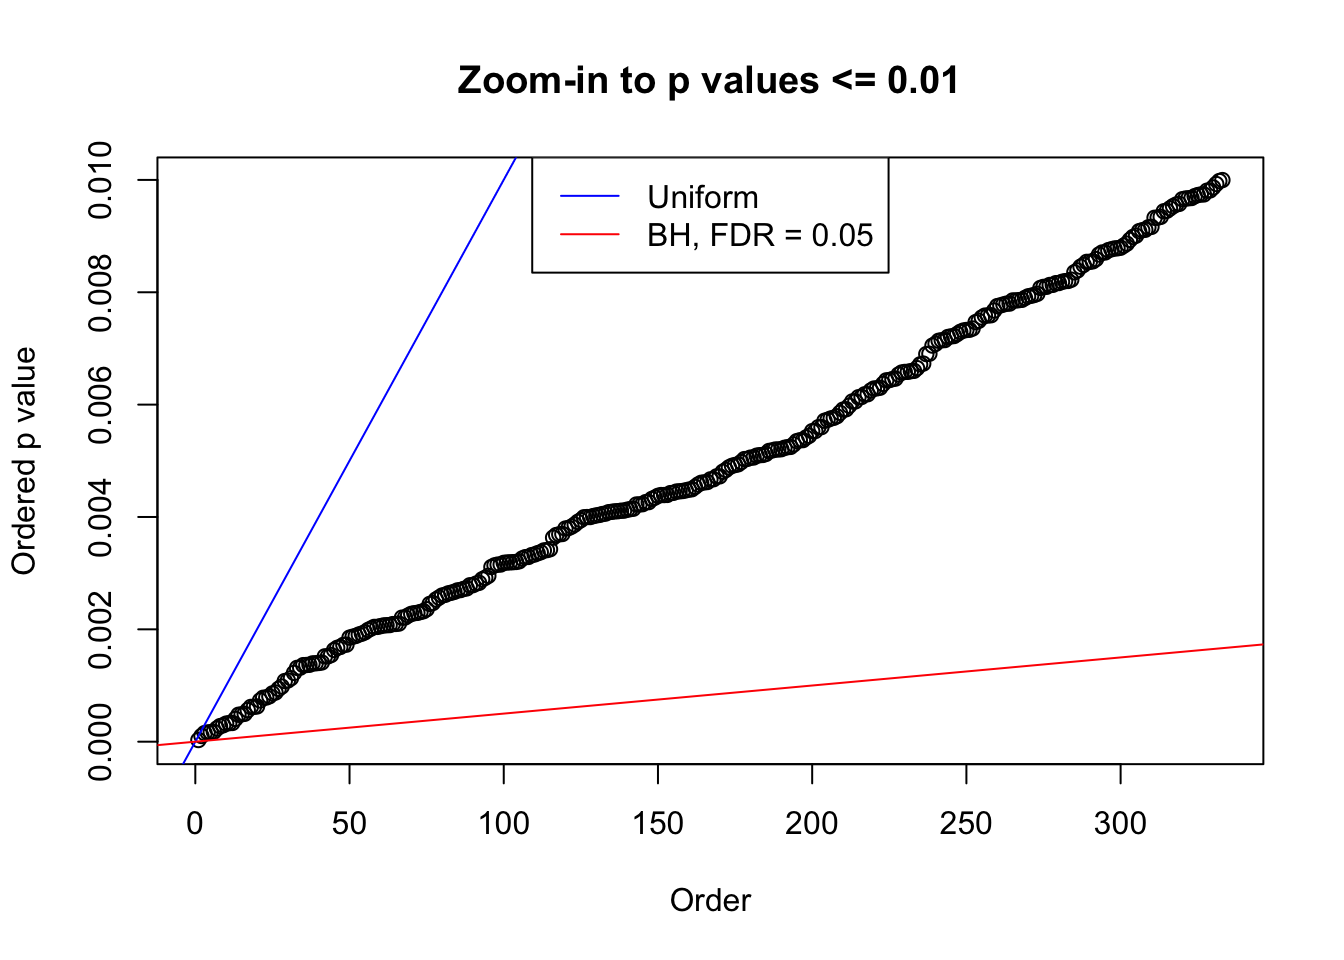 Zoom-in to p values <= 0.01
Uniform
BH, FDR = 0.05
Ordered p value
0.010
0.008
0.006
0.004
0.002
0.000
0 50 100 150 200 250 300
Order